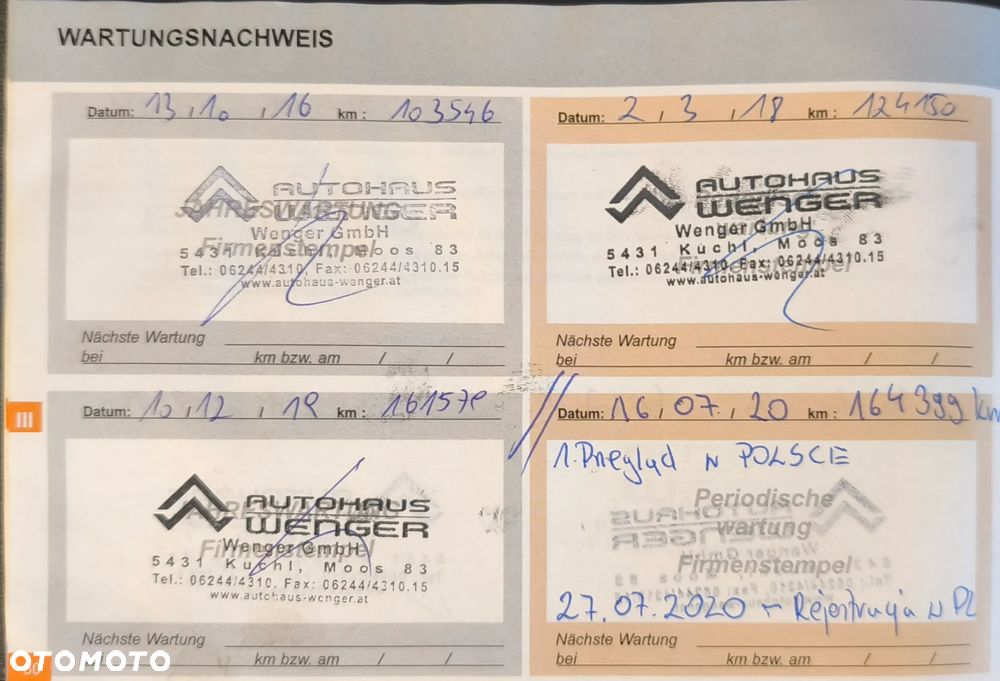 WARTUNGSNACHWEIS
Datum: 13 / 10 / 16 km: 103546
AUTOHAUS
JAHRESWARTUNG
WENGER
Wenger GmbH
Firmenstempel
5431 Kuchl, Moos 83
Tel.: 06244/4310, Fax: 06244/4310.15
www.autohaus-wenger.at
Nächste Wartung
bei km bzw. am / /
Datum: 2 / 3 / 18 km: 124150
AUTOHAUS
WENGER
Wenger GmbH
Wartung
5431 Kuchl, Moos 83
Firmenstempel
Tel.: 06244/4310, Fax: 06244/4310.15
www.autohaus-wenger.at
Nächste Wartung
bei km bzw. am / /
III
Datum: 10 / 12 / 19 km:
AUTOHAUS
JAHRESWARTUNG
WENGER
Wenger GmbH
Firmenstempel
5431 Kuchl, Moos 83
Tel.: 06244/4310, Fax: 06244/4310.15
www.autohaus-wenger.at
Nächste Wartung
bei km bzw. am / /
Datum: 16 / 07 / 20 km: 164399 km
1. Przegląd w POLSCE
Periodische
wartung
Firmenstempel
27.07.2020 - Rejestracja w PL
Nächste Wartung
bei km bzw. am / /
OTOMOTO